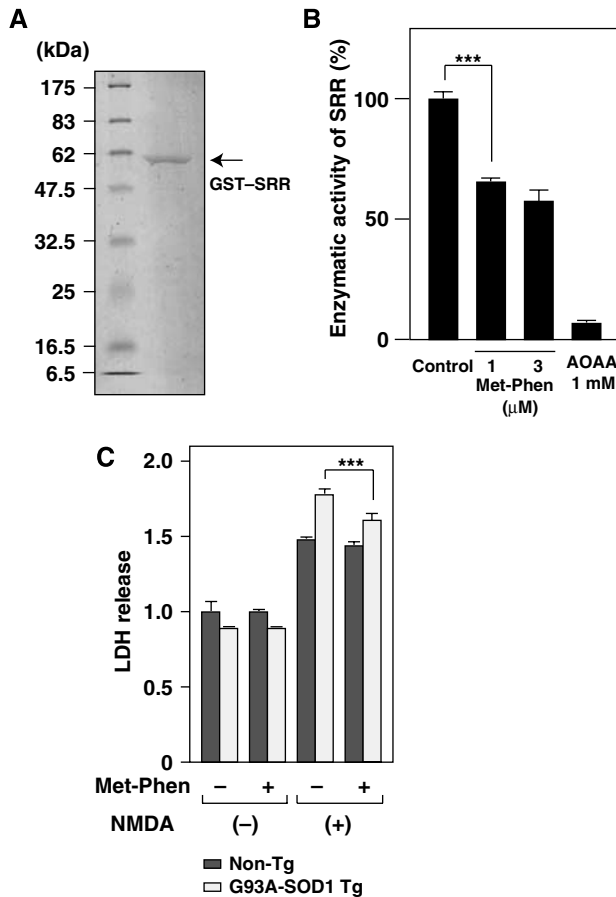 A
(kDa)
175
83
62
47.5
32.5
25
16.5
6.5
GST–SRR
B
Enzymatic activity of SRR (%)
100
50
0
***
Control
1
3
Met-Phen
(μM)
AOAA
1 mM
C
LDH release
2.0
1.5
1.0
0.5
0
***
Met-Phen – + – +
NMDA (–) (+)
Non-Tg
G93A-SOD1 Tg